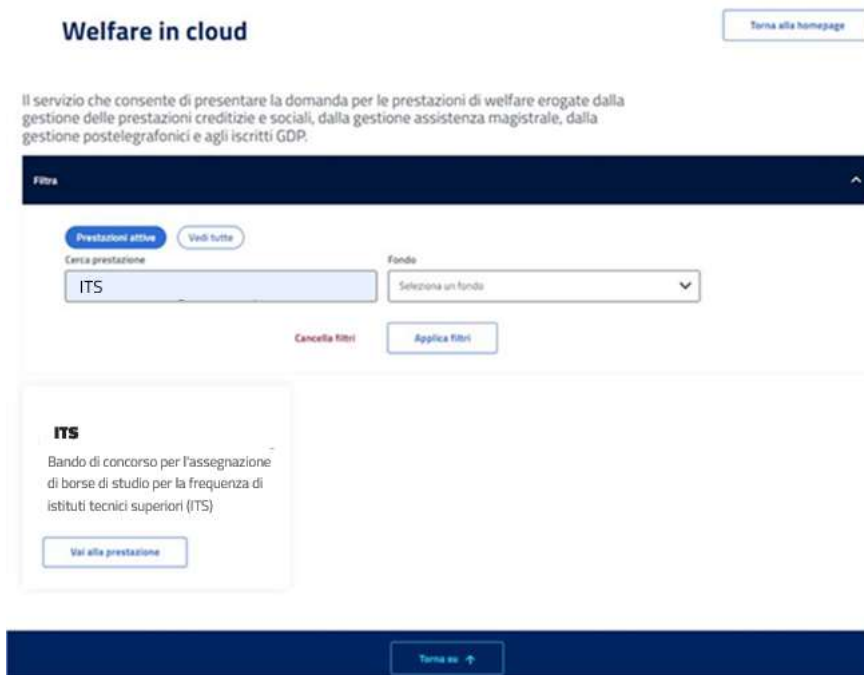 Welfare in cloud
Torna alla homepage
Il servizio che consente di presentare la domanda per le prestazioni di welfare erogate dalla
gestione delle prestazioni creditizie e sociali, dalla gestione assistenza magistrale, dalla
gestione postelegrafonici e agli iscritti GDP.
Filtra
Prestazioni attive
Vedi tutte
Cerca prestazione
Fondo
ITS
Seleziona un fondo
Cancella filtri
Applica filtri
ITS
Bando di concorso per l'assegnazione
di borse di studio per la frequenza di
istituti tecnici superiori (ITS)
Vai alla prestazione
Torna su